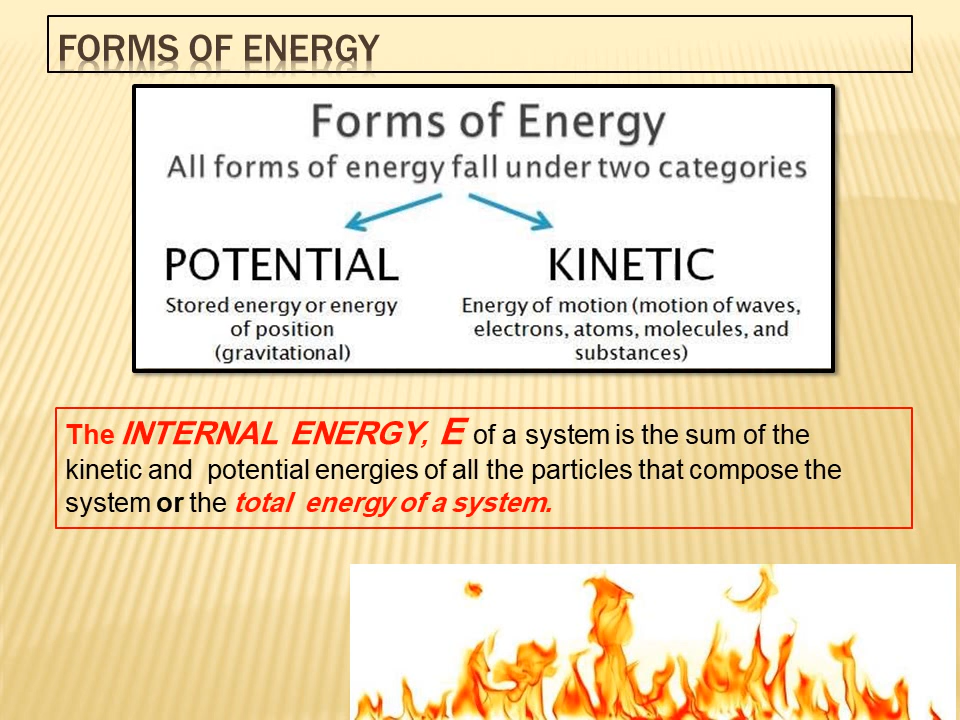 FORMS OF ENERGY
Forms of Energy
All forms of energy fall under two categories
POTENTIAL
Stored energy or energy
of position
(gravitational)
KINETIC
Energy of motion (motion of waves,
electrons, atoms, molecules, and
substances)
The INTERNAL ENERGY, E of a system is the sum of the
kinetic and potential energies of all the particles that compose the
system or the total energy of a system.